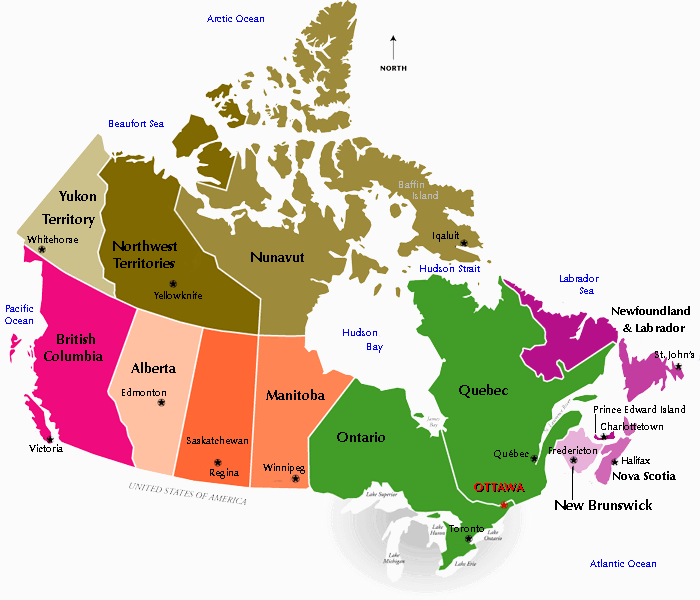 Arctic Ocean
NORTH
Beaufort Sea
Baffin
Island
Yukon
Territory
Whitehorse
Iqaluit
Northwest
Territories
Nunavut
Hudson Strait
Labrador
Sea
Yellowknife
Pacific
Ocean
Newfoundland
& Labrador
Hudson
Bay
British
Columbia
St. John's
Alberta
Edmonton
Manitoba
Quebec
Prince Edward Island
James
Bay
Charlottetown
Ontario
Saskatchewan
Victoria
Québec
Fredericton
Halifax
Regina
Winnipeg
Nova Scotia
OTTAWA
UNITED STATES OF AMERICA
Lake Superior
New Brunswick
Toronto
Lake
Huron
Lake
Ontario
Lake
Michigan
Lake Erie
Atlantic Ocean